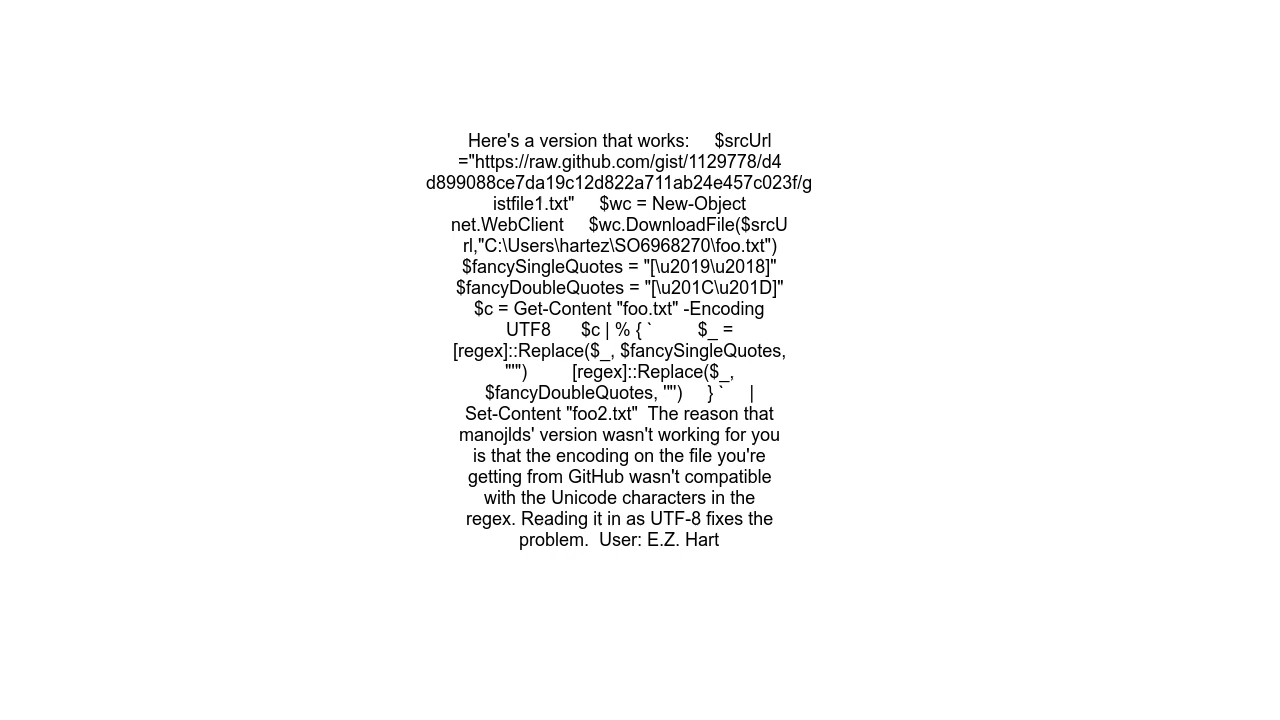 Here's a version that works:     $srcUrl
="https://raw.github.com/gist/1129778/d4
d899088ce7da19c12d822a711ab24e457c023f/g
istfile1.txt"     $wc = New-Object
net.WebClient     $wc.DownloadFile($srcU
rl,"C:\Users\hartez\SO6968270\foo.txt")
$fancySingleQuotes = "[\u2019\u2018]"
$fancyDoubleQuotes = "[\u201C\u201D]"
$c = Get-Content "foo.txt" -Encoding
UTF8      $c | % { `         $_ =
[regex]::Replace($_, $fancySingleQuotes,
"'")         [regex]::Replace($_,
$fancyDoubleQuotes, '"')     } `     |
Set-Content "foo2.txt"  The reason that
manojlds' version wasn't working for you
is that the encoding on the file you're
getting from GitHub wasn't compatible
with the Unicode characters in the
regex. Reading it in as UTF-8 fixes the
problem.  User: E.Z. Hart